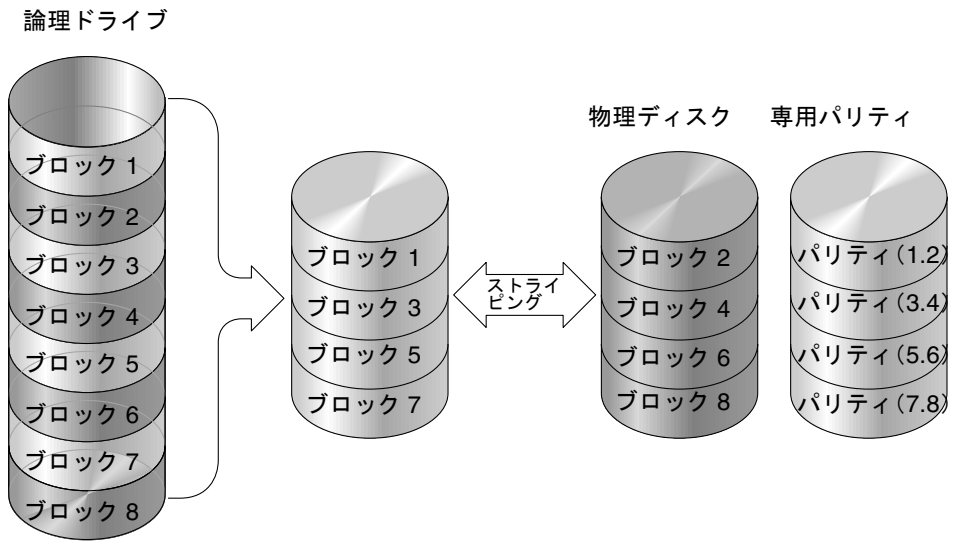 論理ドライブ
ブロック 1
ブロック 2
ブロック 3
ブロック 4
ブロック 5
ブロック 6
ブロック 7
ブロック 8
ブロック 1
ブロック 3
ブロック 5
ブロック 7
ストライ
ピング
物理ディスク
ブロック 2
ブロック 4
ブロック 6
ブロック 8
専用パリティ
パリティ(1.2)
パリティ(3.4)
パリティ(5.6)
パリティ(7.8)